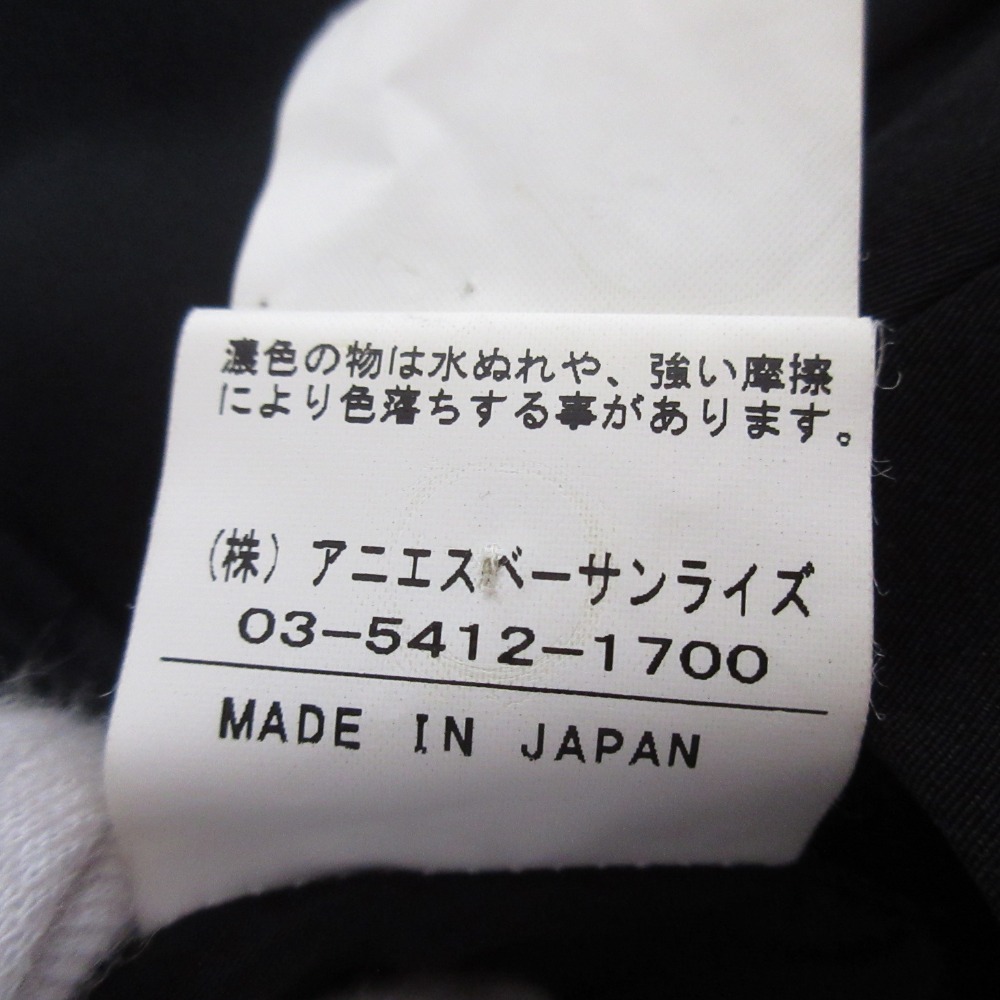 濃色の物は水ぬれや、強い摩擦
により色落ちする事があります。
(株) アニエスベーサンライズ
03-5412-1700
MADE IN JAPAN